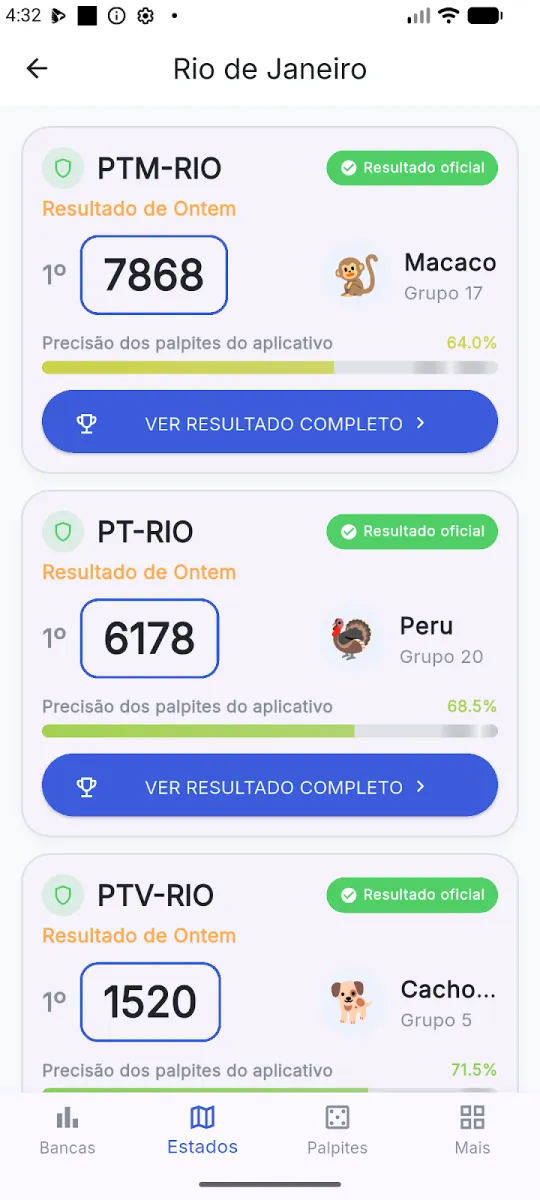 4:32
Rio de Janeiro
PTM-RIO
Resultado oficial
Resultado de Ontem
1º
7868
Macaco
Grupo 17
Precisão dos palpites do aplicativo
64.0%
VER RESULTADO COMPLETO
PT-RIO
Resultado oficial
Resultado de Ontem
1º
6178
Peru
Grupo 20
Precisão dos palpites do aplicativo
68.5%
VER RESULTADO COMPLETO
PTV-RIO
Resultado oficial
Resultado de Ontem
1º
1520
Cacho...
Grupo 5
Precisão dos palpites do aplicativo
71.5%
Bancas
Estados
Palpites
Mais